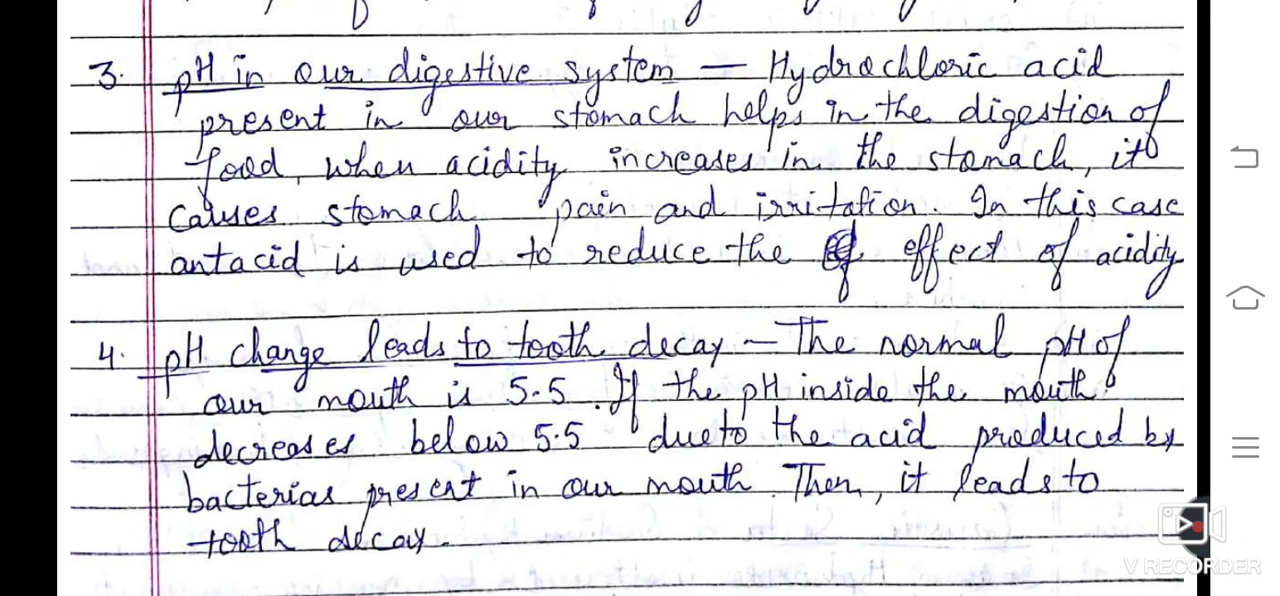 3. pH in our digestive system – Hydrochloric acid
present in our stomach helps in the digestion of
food, when acidity increases in the stomach, it
causes stomach pain and irritation. In this case
antacid is used to reduce the effect of acidity
4. pH change leads to tooth decay – The normal pH of
our mouth is 5.5. If the pH inside the mouth
decreases below 5.5 due to the acid produced by
bacterias present in our mouth. Then, it leads to
tooth decay.
V RECORDER